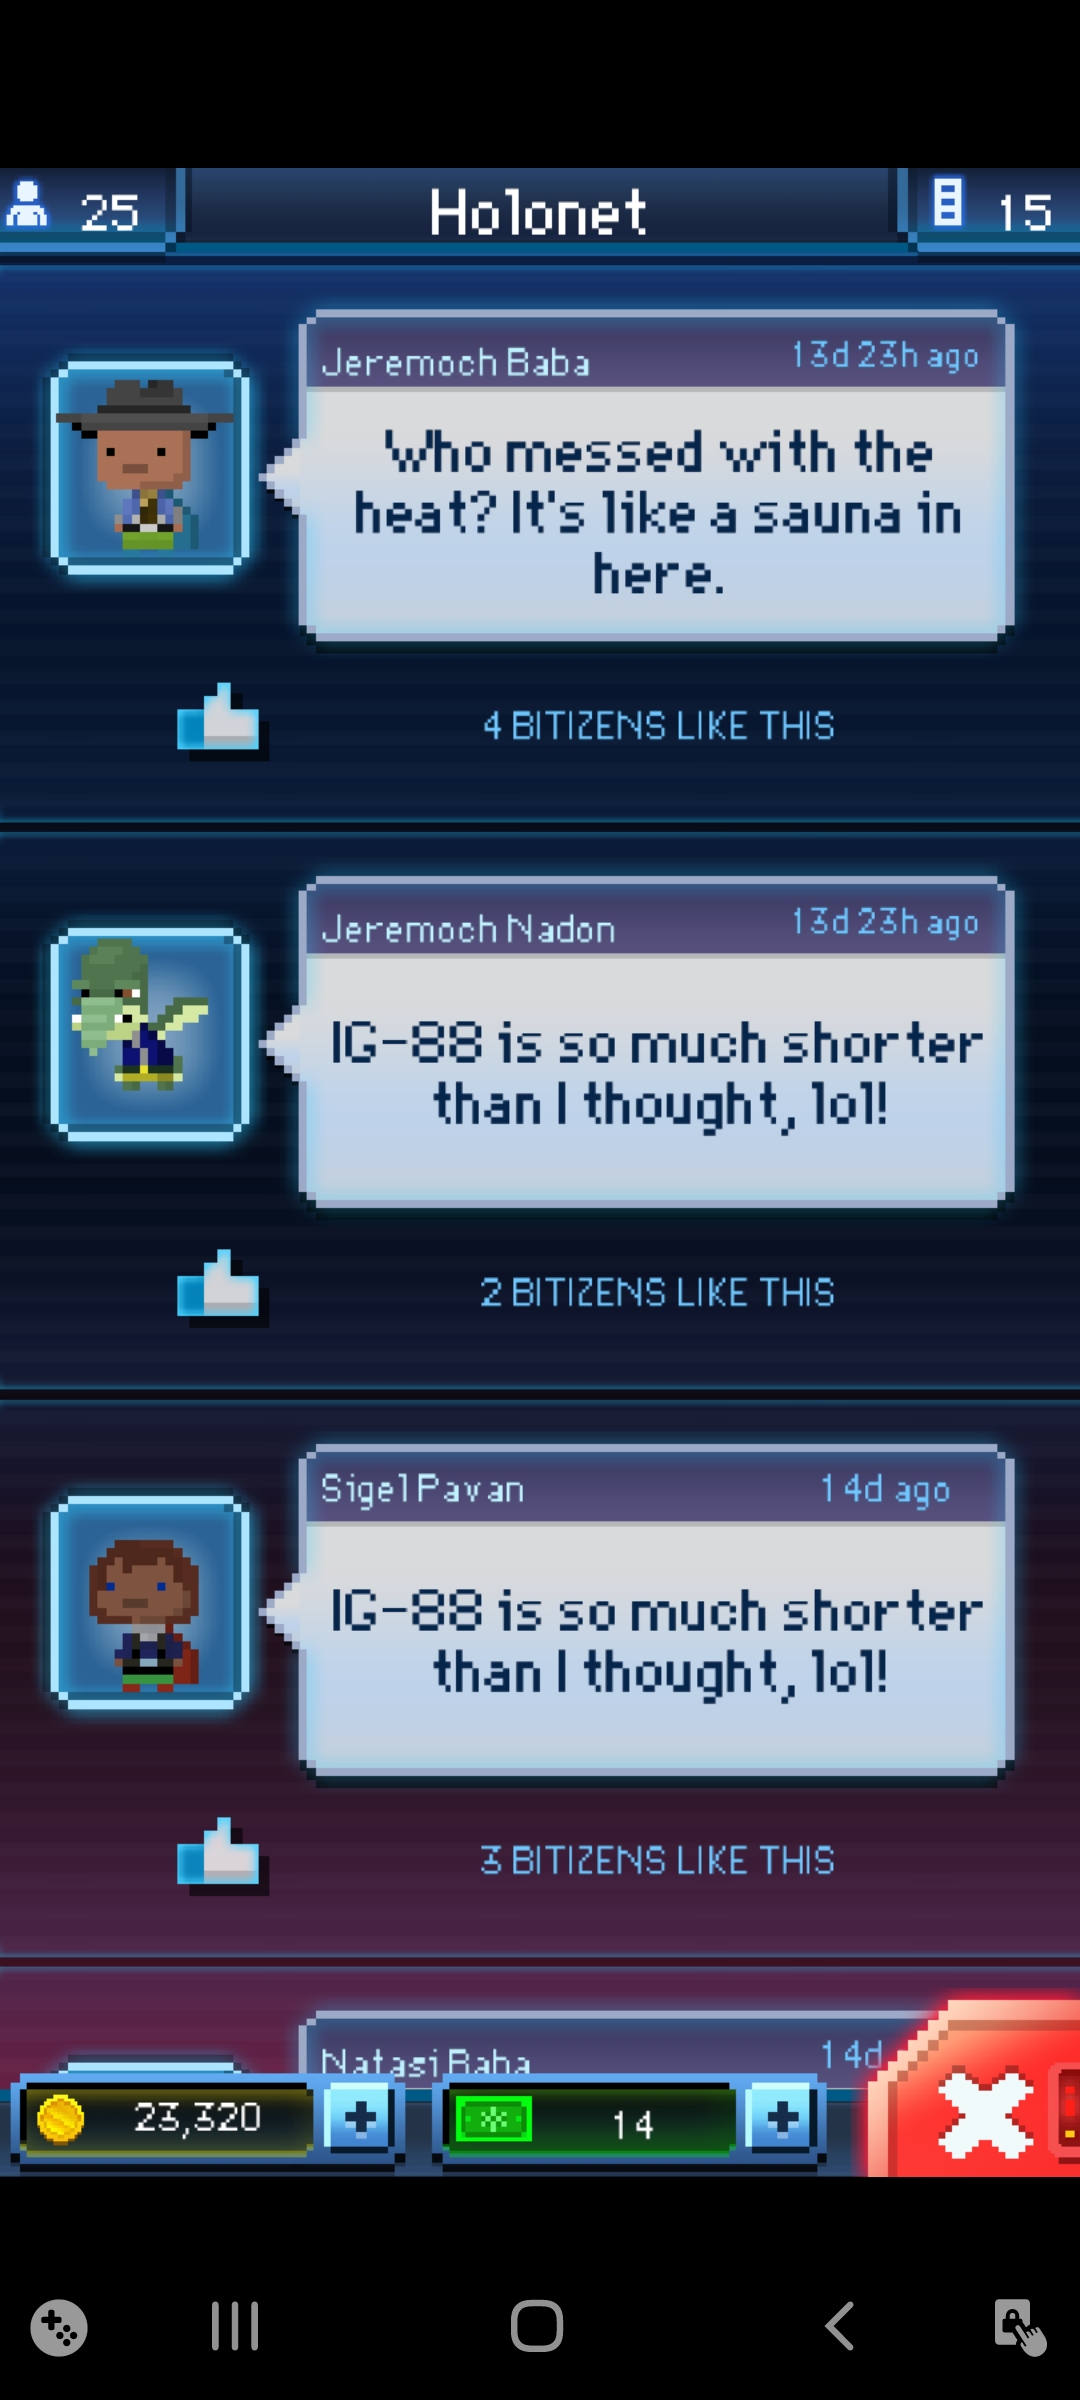 25
Holonet
15
Jeremoch Baba
13d 23h ago
Who messed with the
heat? It's like a sauna in
here.
4 BITIZENS LIKE THIS
Jeremoch Nadon
13d 23h ago
IG-88 is so much shorter
than I thought, lol!
2 BITIZENS LIKE THIS
Sigel Pavan
14d ago
IG-88 is so much shorter
than I thought, lol!
3 BITIZENS LIKE THIS
Natasi Raha
14d
23,320
14